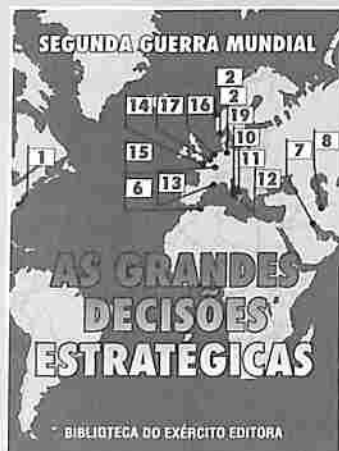 SEGUNDA GUERRA MUNDIAL
2
14 17 16 2
19
1 15 10 7 8
11
6 13 12
AS GRANDES
DECISÕES
ESTRATÉGICAS
BIBLIOTECA DO EXÉRCITO EDITORA